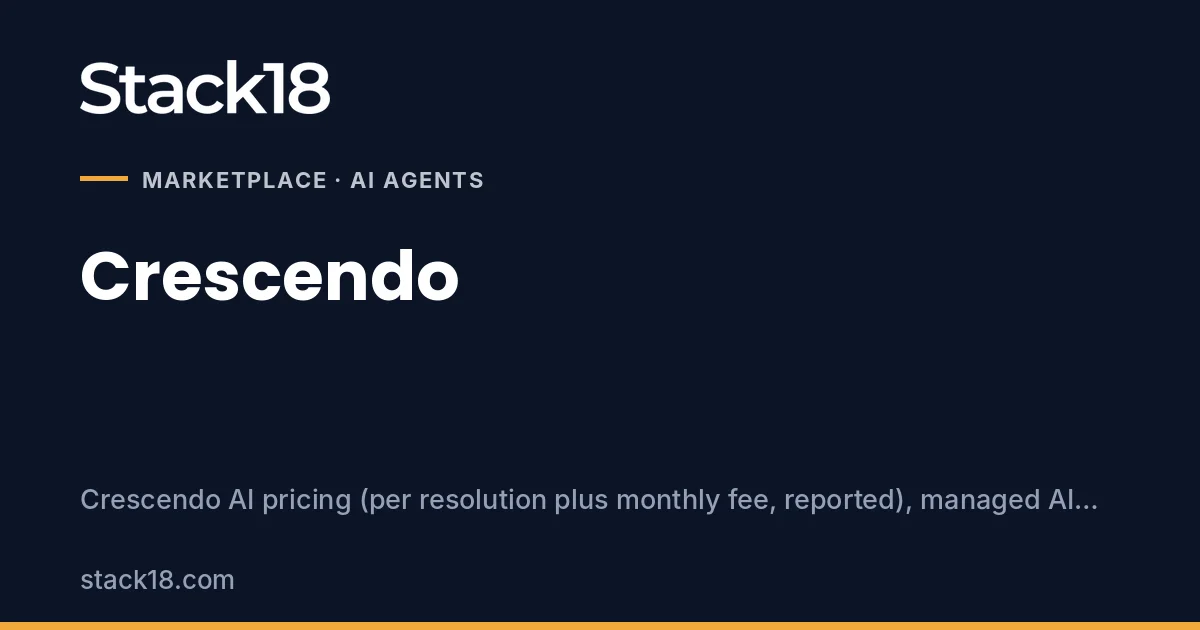 Stack18
MARKETPLACE · AI AGENTS
Crescendo
Crescendo AI pricing (per resolution plus monthly fee, reported), managed AI...
stack18.com